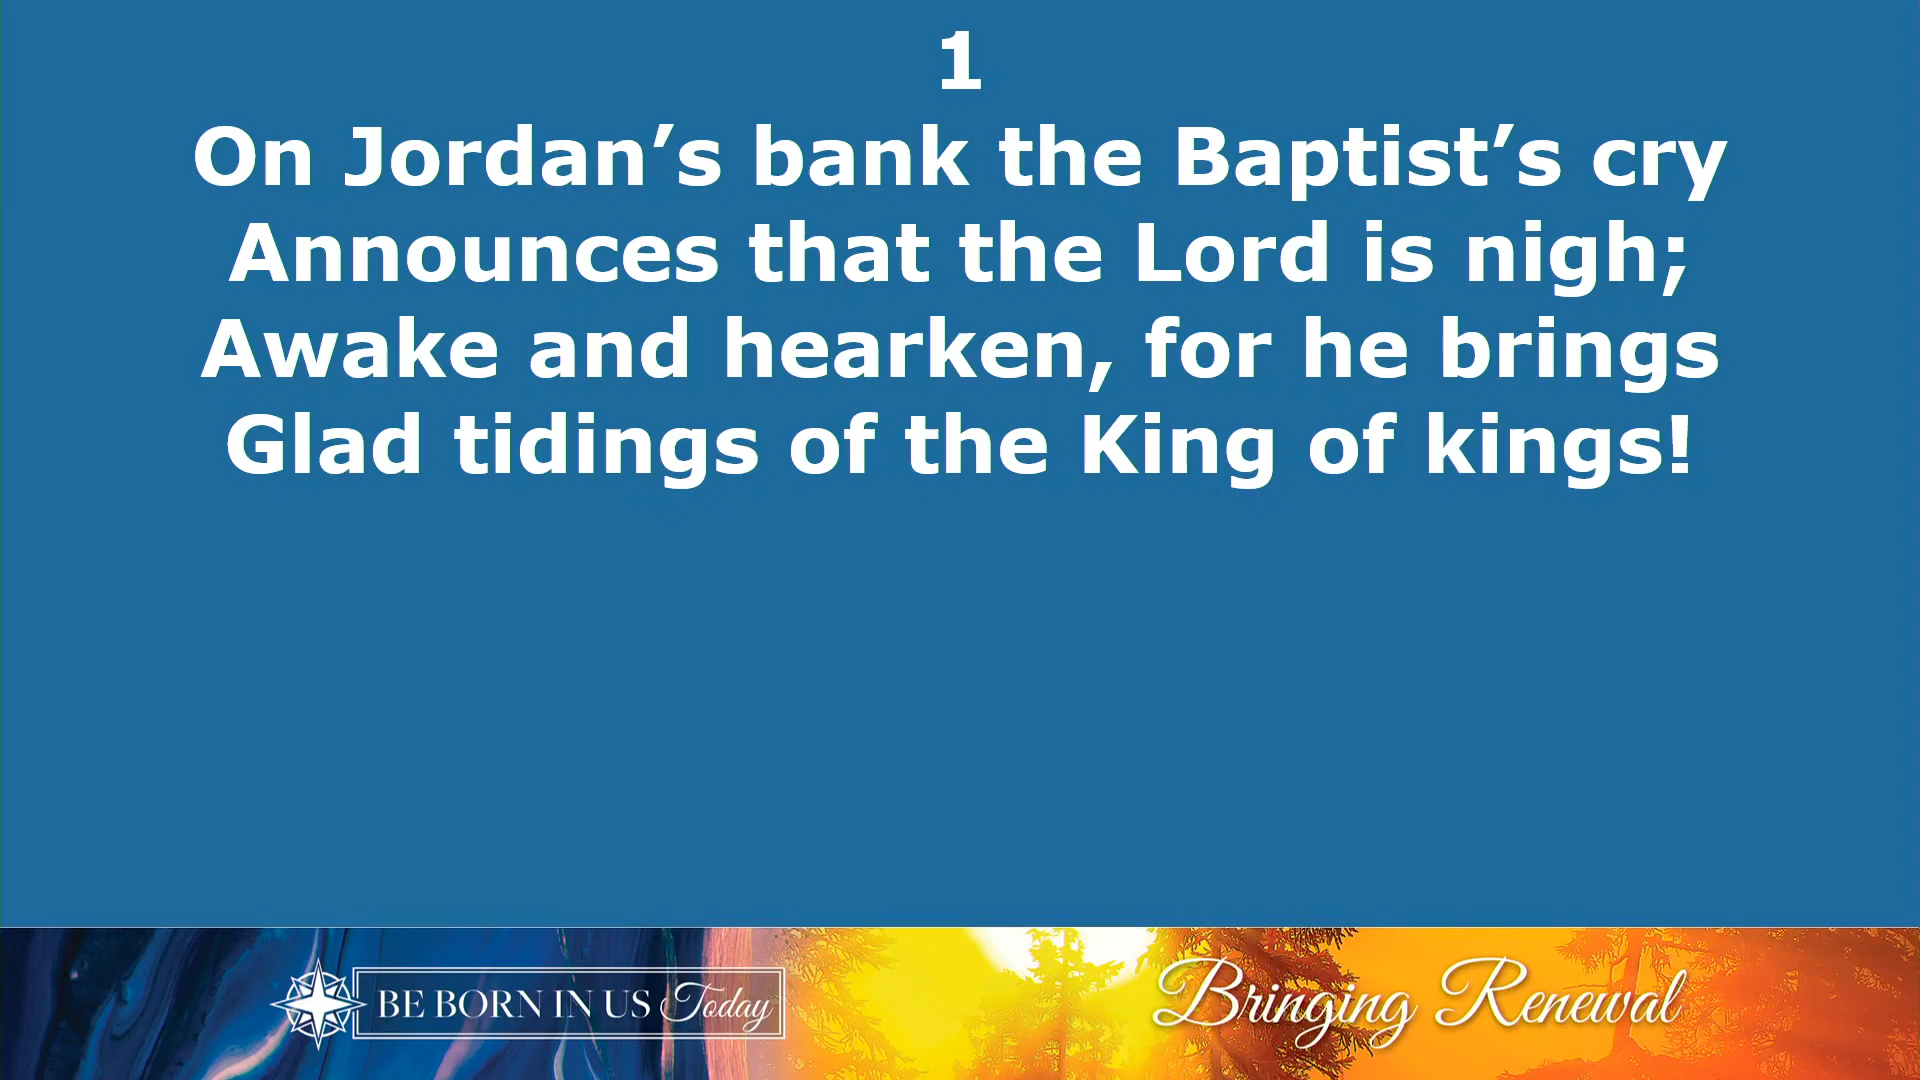 1
On Jordan’s bank the Baptist’s cry
Announces that the Lord is nigh;
Awake and hearken, for he brings
Glad tidings of the King of kings!
BE BORN IN US Today
Bringing Renewal